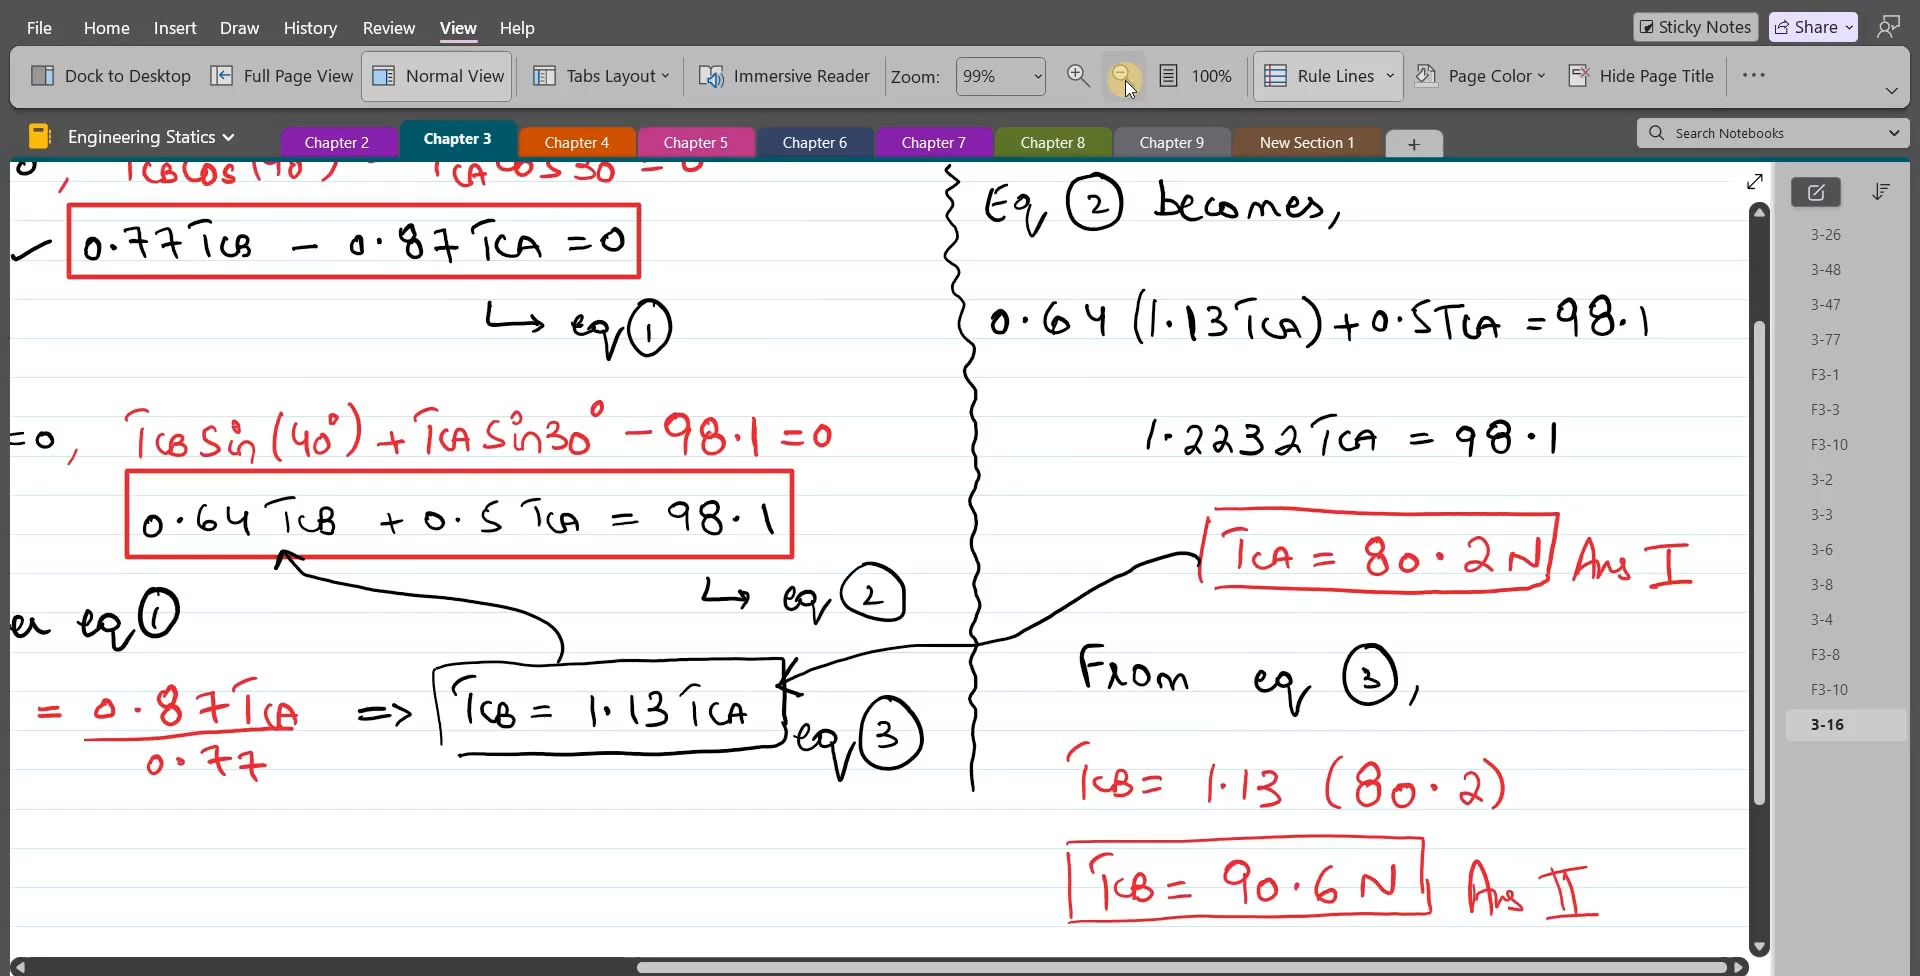 File Home Insert Draw History Review View Help
Sticky Notes Share
Dock to Desktop Full Page View Normal View Tabs Layout Immersive Reader Zoom: 99% 100% Rule Lines Page Color Hide Page Title ...
Engineering Statics Chapter 2 Chapter 3 Chapter 4 Chapter 5 Chapter 6 Chapter 7 Chapter 8 Chapter 9 New Section 1 + Search Notebooks
0, TCB Cos(40°) - TCA Cos30 = 0
✓ 0.77 TCB - 0.87 TCA = 0
↳ eq ①
= 0, TCB Sin(40°) + TCA Sin30° - 98.1 = 0
0.64 TCB + 0.5 TCA = 98.1
↳ eq ②
eq ①
= 0.87 TCA
0.77
=> TCB = 1.13 TCA
eq ③
Eq ② becomes,
0.64 (1.13 TCA) + 0.5 TCA = 98.1
1.2232 TCA = 98.1
TCA = 80.2 N Ans I
From eq ③,
TCB = 1.13 (80.2)
TCB = 90.6 N Ans II
3-26
3-48
3-47
3-77
F3-1
F3-3
F3-10
3-2
3-3
3-6
3-8
3-4
F3-8
F3-10
3-16